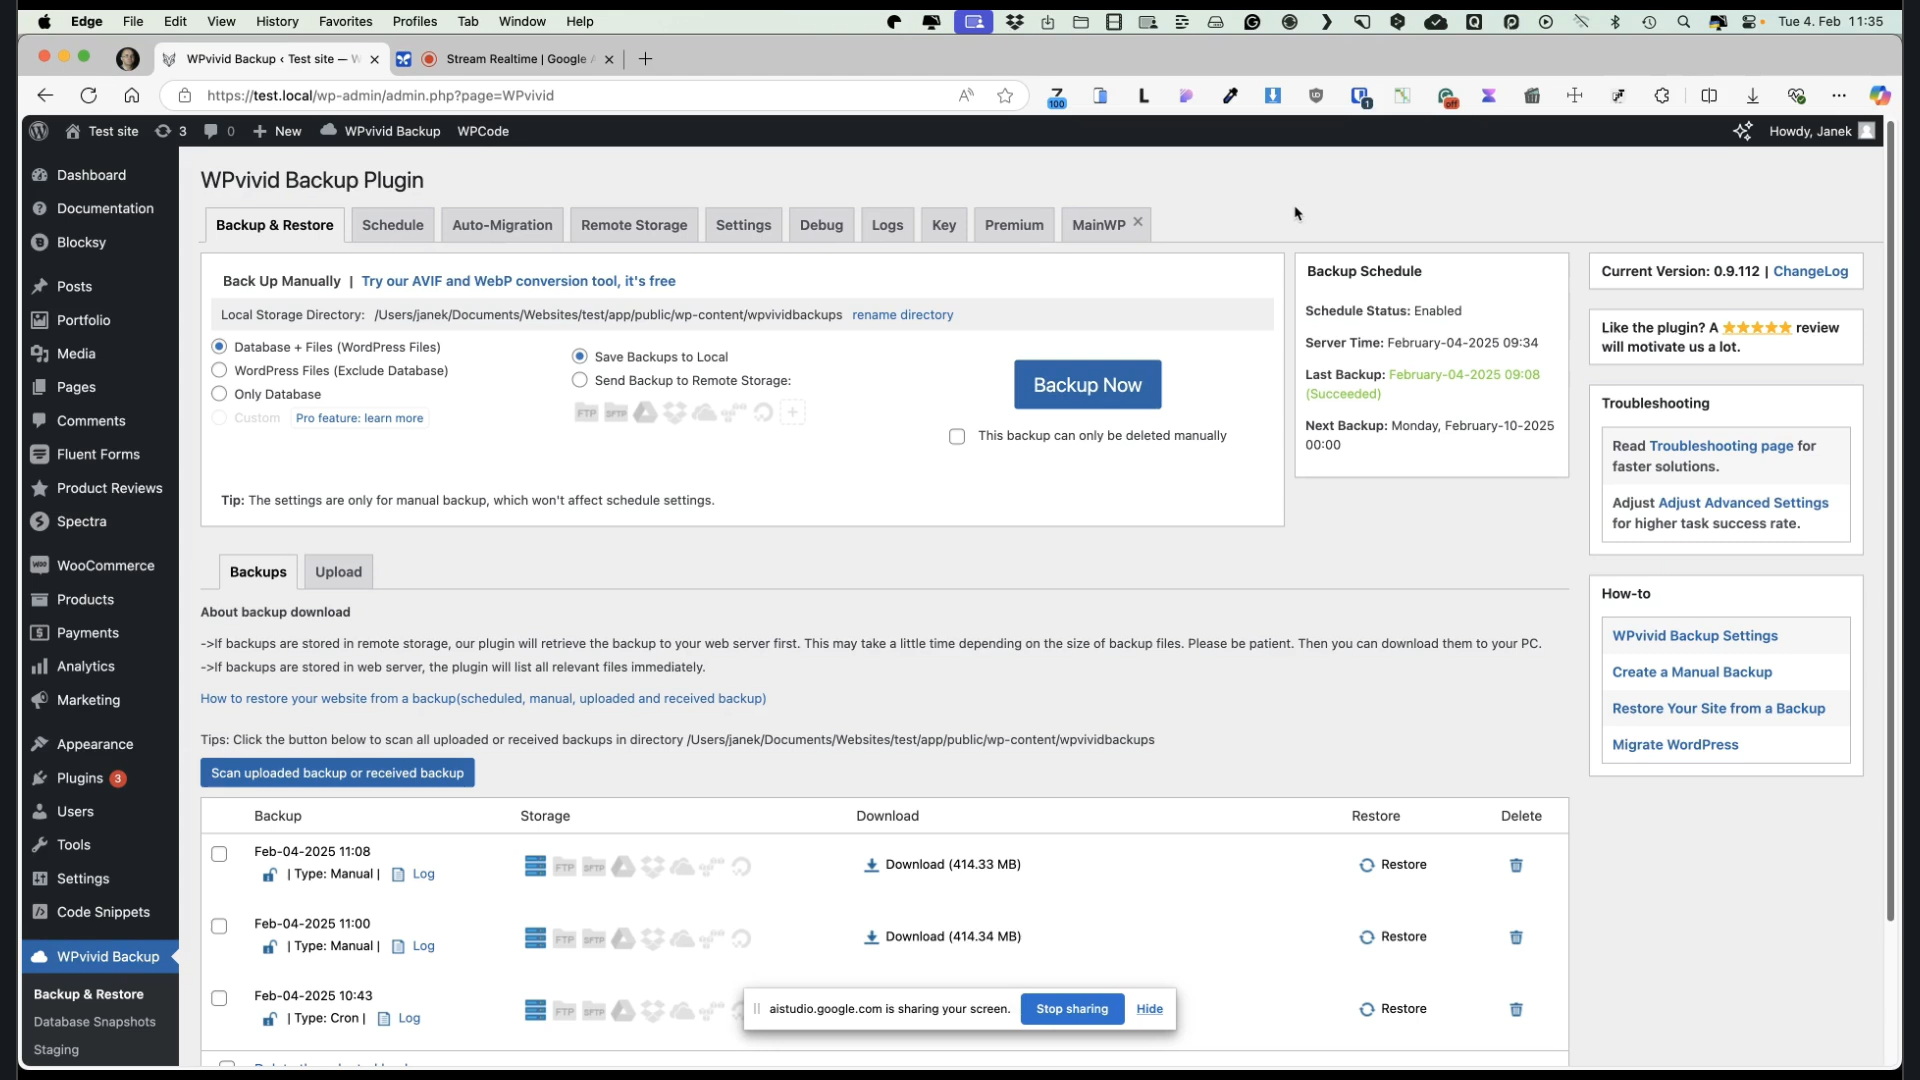 Edge File Edit View History Favorites Profiles Tab Window Help
Tue 4. Feb 11:35
WPvivid Backup ‹ Test site — W
Stream Realtime | Google A
https://test.local/wp-admin/admin.php?page=WPvivid
100
1
off
Test site 3 0 New WPvivid Backup WPCode
Howdy, Janek
Dashboard
Documentation
Blocksy
Posts
Portfolio
Media
Pages
Comments
Fluent Forms
Product Reviews
Spectra
WooCommerce
Products
Payments
Analytics
Marketing
Appearance
Plugins 3
Users
Tools
Settings
Code Snippets
WPvivid Backup
Backup & Restore
Database Snapshots
Staging
WPvivid Backup Plugin
Backup & Restore Schedule Auto-Migration Remote Storage Settings Debug Logs Key Premium MainWP
Back Up Manually | Try our AVIF and WebP conversion tool, it's free
Local Storage Directory: /Users/janek/Documents/Websites/test/app/public/wp-content/wpvividbackups rename directory
Database + Files (WordPress Files)
WordPress Files (Exclude Database)
Only Database
Custom Pro feature: learn more
Save Backups to Local
Send Backup to Remote Storage:
FTP SFTP
Backup Now
This backup can only be deleted manually
Tip: The settings are only for manual backup, which won't affect schedule settings.
Backup Schedule
Schedule Status: Enabled
Server Time: February-04-2025 09:34
Last Backup: February-04-2025 09:08
(Succeeded)
Next Backup: Monday, February-10-2025
00:00
Current Version: 0.9.112 | ChangeLog
Like the plugin? A ★★★★★ review
will motivate us a lot.
Troubleshooting
Read Troubleshooting page for
faster solutions.
Adjust Adjust Advanced Settings
for higher task success rate.
How-to
WPvivid Backup Settings
Create a Manual Backup
Restore Your Site from a Backup
Migrate WordPress
Backups Upload
About backup download
->If backups are stored in remote storage, our plugin will retrieve the backup to your web server first. This may take a little time depending on the size of backup files. Please be patient. Then you can download them to your PC.
->If backups are stored in web server, the plugin will list all relevant files immediately.
How to restore your website from a backup(scheduled, manual, uploaded and received backup)
Tips: Click the button below to scan all uploaded or received backups in directory /Users/janek/Documents/Websites/test/app/public/wp-content/wpvividbackups
Scan uploaded backup or received backup
Backup Storage Download Restore Delete
Feb-04-2025 11:08
| Type: Manual | Log
FTP SFTP
Download (414.33 MB)
Restore
Feb-04-2025 11:00
| Type: Manual | Log
FTP SFTP
Download (414.34 MB)
Restore
Feb-04-2025 10:43
| Type: Cron | Log
FTP SFTP
Restore
aistudio.google.com is sharing your screen. Stop sharing Hide